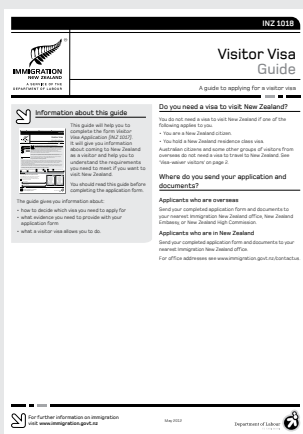 INZ 1018
IMMIGRATION
NEW ZEALAND
A SERVICE OF THE
DEPARTMENT OF LABOUR
Visitor Visa
Guide
A guide to applying for a visitor visa
Information about this guide
This guide will help you to
complete the form Visitor
Visa Application (INZ 1017).
It will give you information
about coming to New Zealand
as a visitor and help you to
understand the requirements
you need to meet if you want to
visit New Zealand.
You should read this guide before
completing the application form.
The guide gives you information about:
• how to decide which visa you need to apply for
• what evidence you need to provide with your
application form
• what a visitor visa allows you to do.
Do you need a visa to visit New Zealand?
You do not need a visa to visit New Zealand if one of the
following applies to you
• You are a New Zealand citizen.
• You hold a New Zealand residence class visa.
Australian citizens and some other groups of visitors from
overseas do not need a visa to travel to New Zealand. See
'Visa-waiver visitors' on page 2.
Where do you send your application and
documents?
Applicants who are overseas
Send your completed application form and documents to
your nearest Immigration New Zealand office, New Zealand
Embassy, or New Zealand High Commission.
Applicants who are in New Zealand
Send your completed application form and documents to your
nearest Immigration New Zealand office.
For office addresses see www.immigration.govt.nz/contactus.
For further information on immigration
visit www.immigration.govt.nz
May 2012
Department of Labour